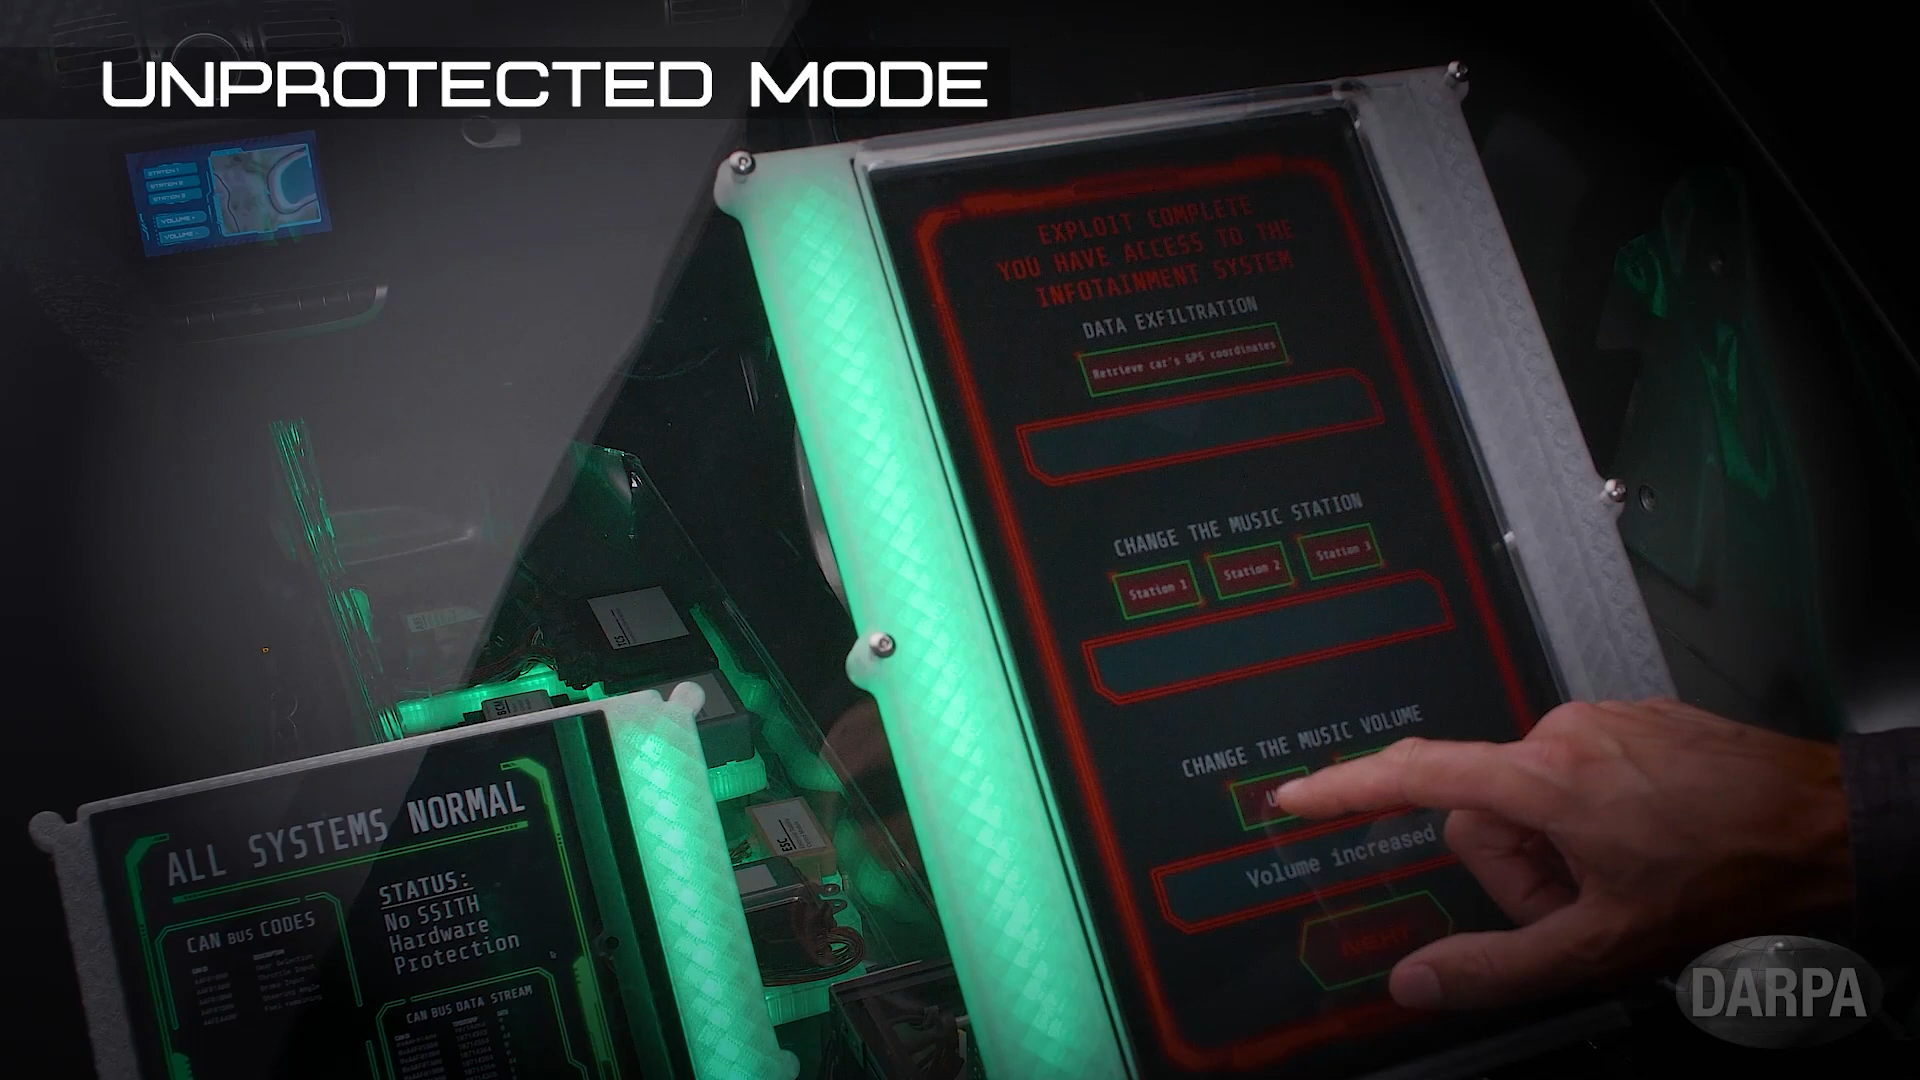 UNPROTECTED MODE
STATION 1
STATION 2
STATION 3
VOLUME +
VOLUME -
EXPLOIT COMPLETE
YOU HAVE ACCESS TO THE
INFOTAINMENT SYSTEM
DATA EXFILTRATION
Retrieve car's GPS coordinates
CHANGE THE MUSIC STATION
Station 1
Station 2
Station 3
CHANGE THE MUSIC VOLUME
Volume increased
NEXT
TCS
BCM
ESC
ALL SYSTEMS NORMAL
STATUS:
No SSITH
Hardware
Protection
CAN BUS CODES
CAN BUS DATA STREAM
DARPA